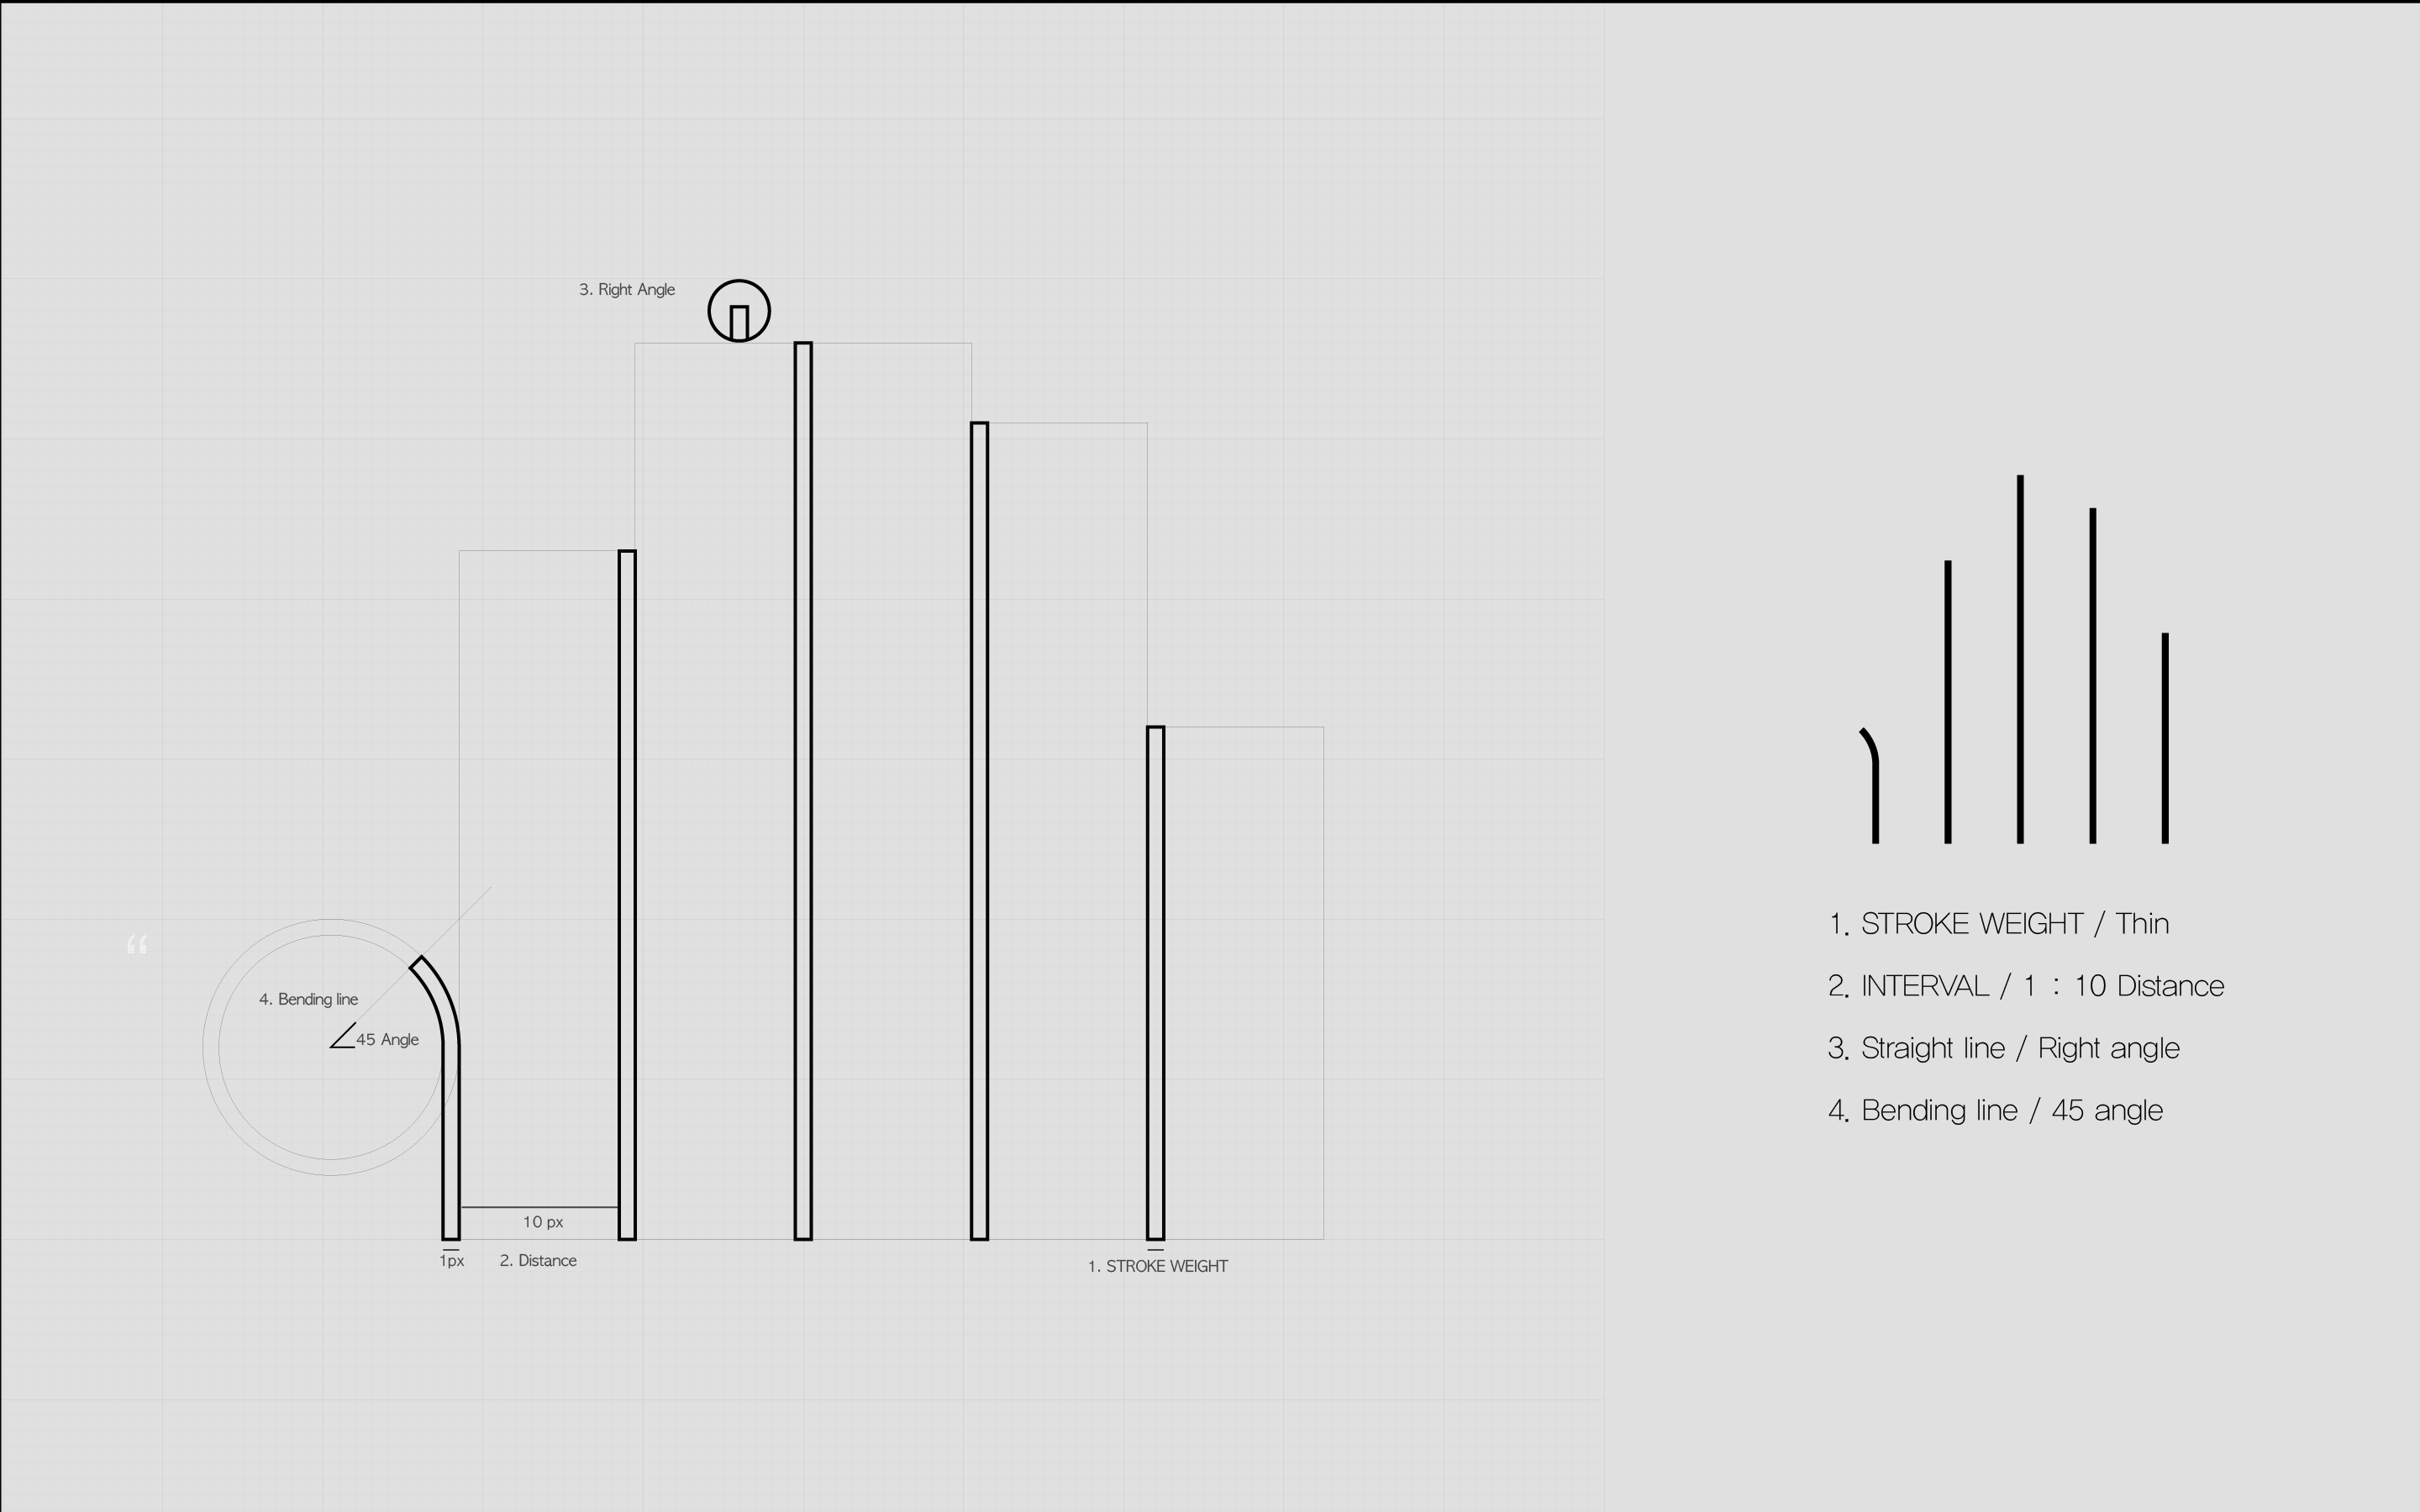 3. Right Angle
“
4. Bending line
45 Angle
10 px
1px
2. Distance
1. STROKE WEIGHT
1. STROKE WEIGHT / Thin
2. INTERVAL / 1 : 10 Distance
3. Straight line / Right angle
4. Bending line / 45 angle